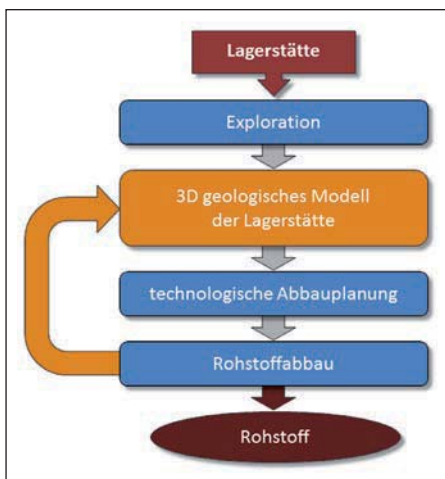 Lagerstätte
Exploration
3D geologisches Modell
der Lagerstätte
technologische Abbauplanung
Rohstoffabbau
Rohstoff